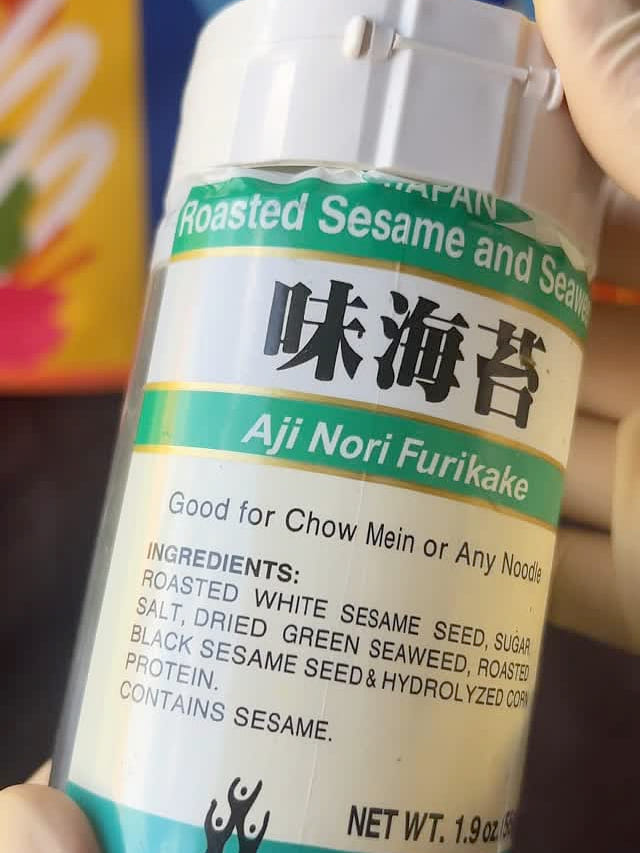 JAPAN
Roasted Sesame and Seawe
味海苔
Aji Nori Furikake
Good for Chow Mein or Any Noodle
INGREDIENTS:
ROASTED WHITE SESAME SEED, SUGAR
SALT, DRIED GREEN SEAWEED, ROASTED
BLACK SESAME SEED & HYDROLYZED CORN
PROTEIN.
CONTAINS SESAME.
NET WT. 1.9 oz.